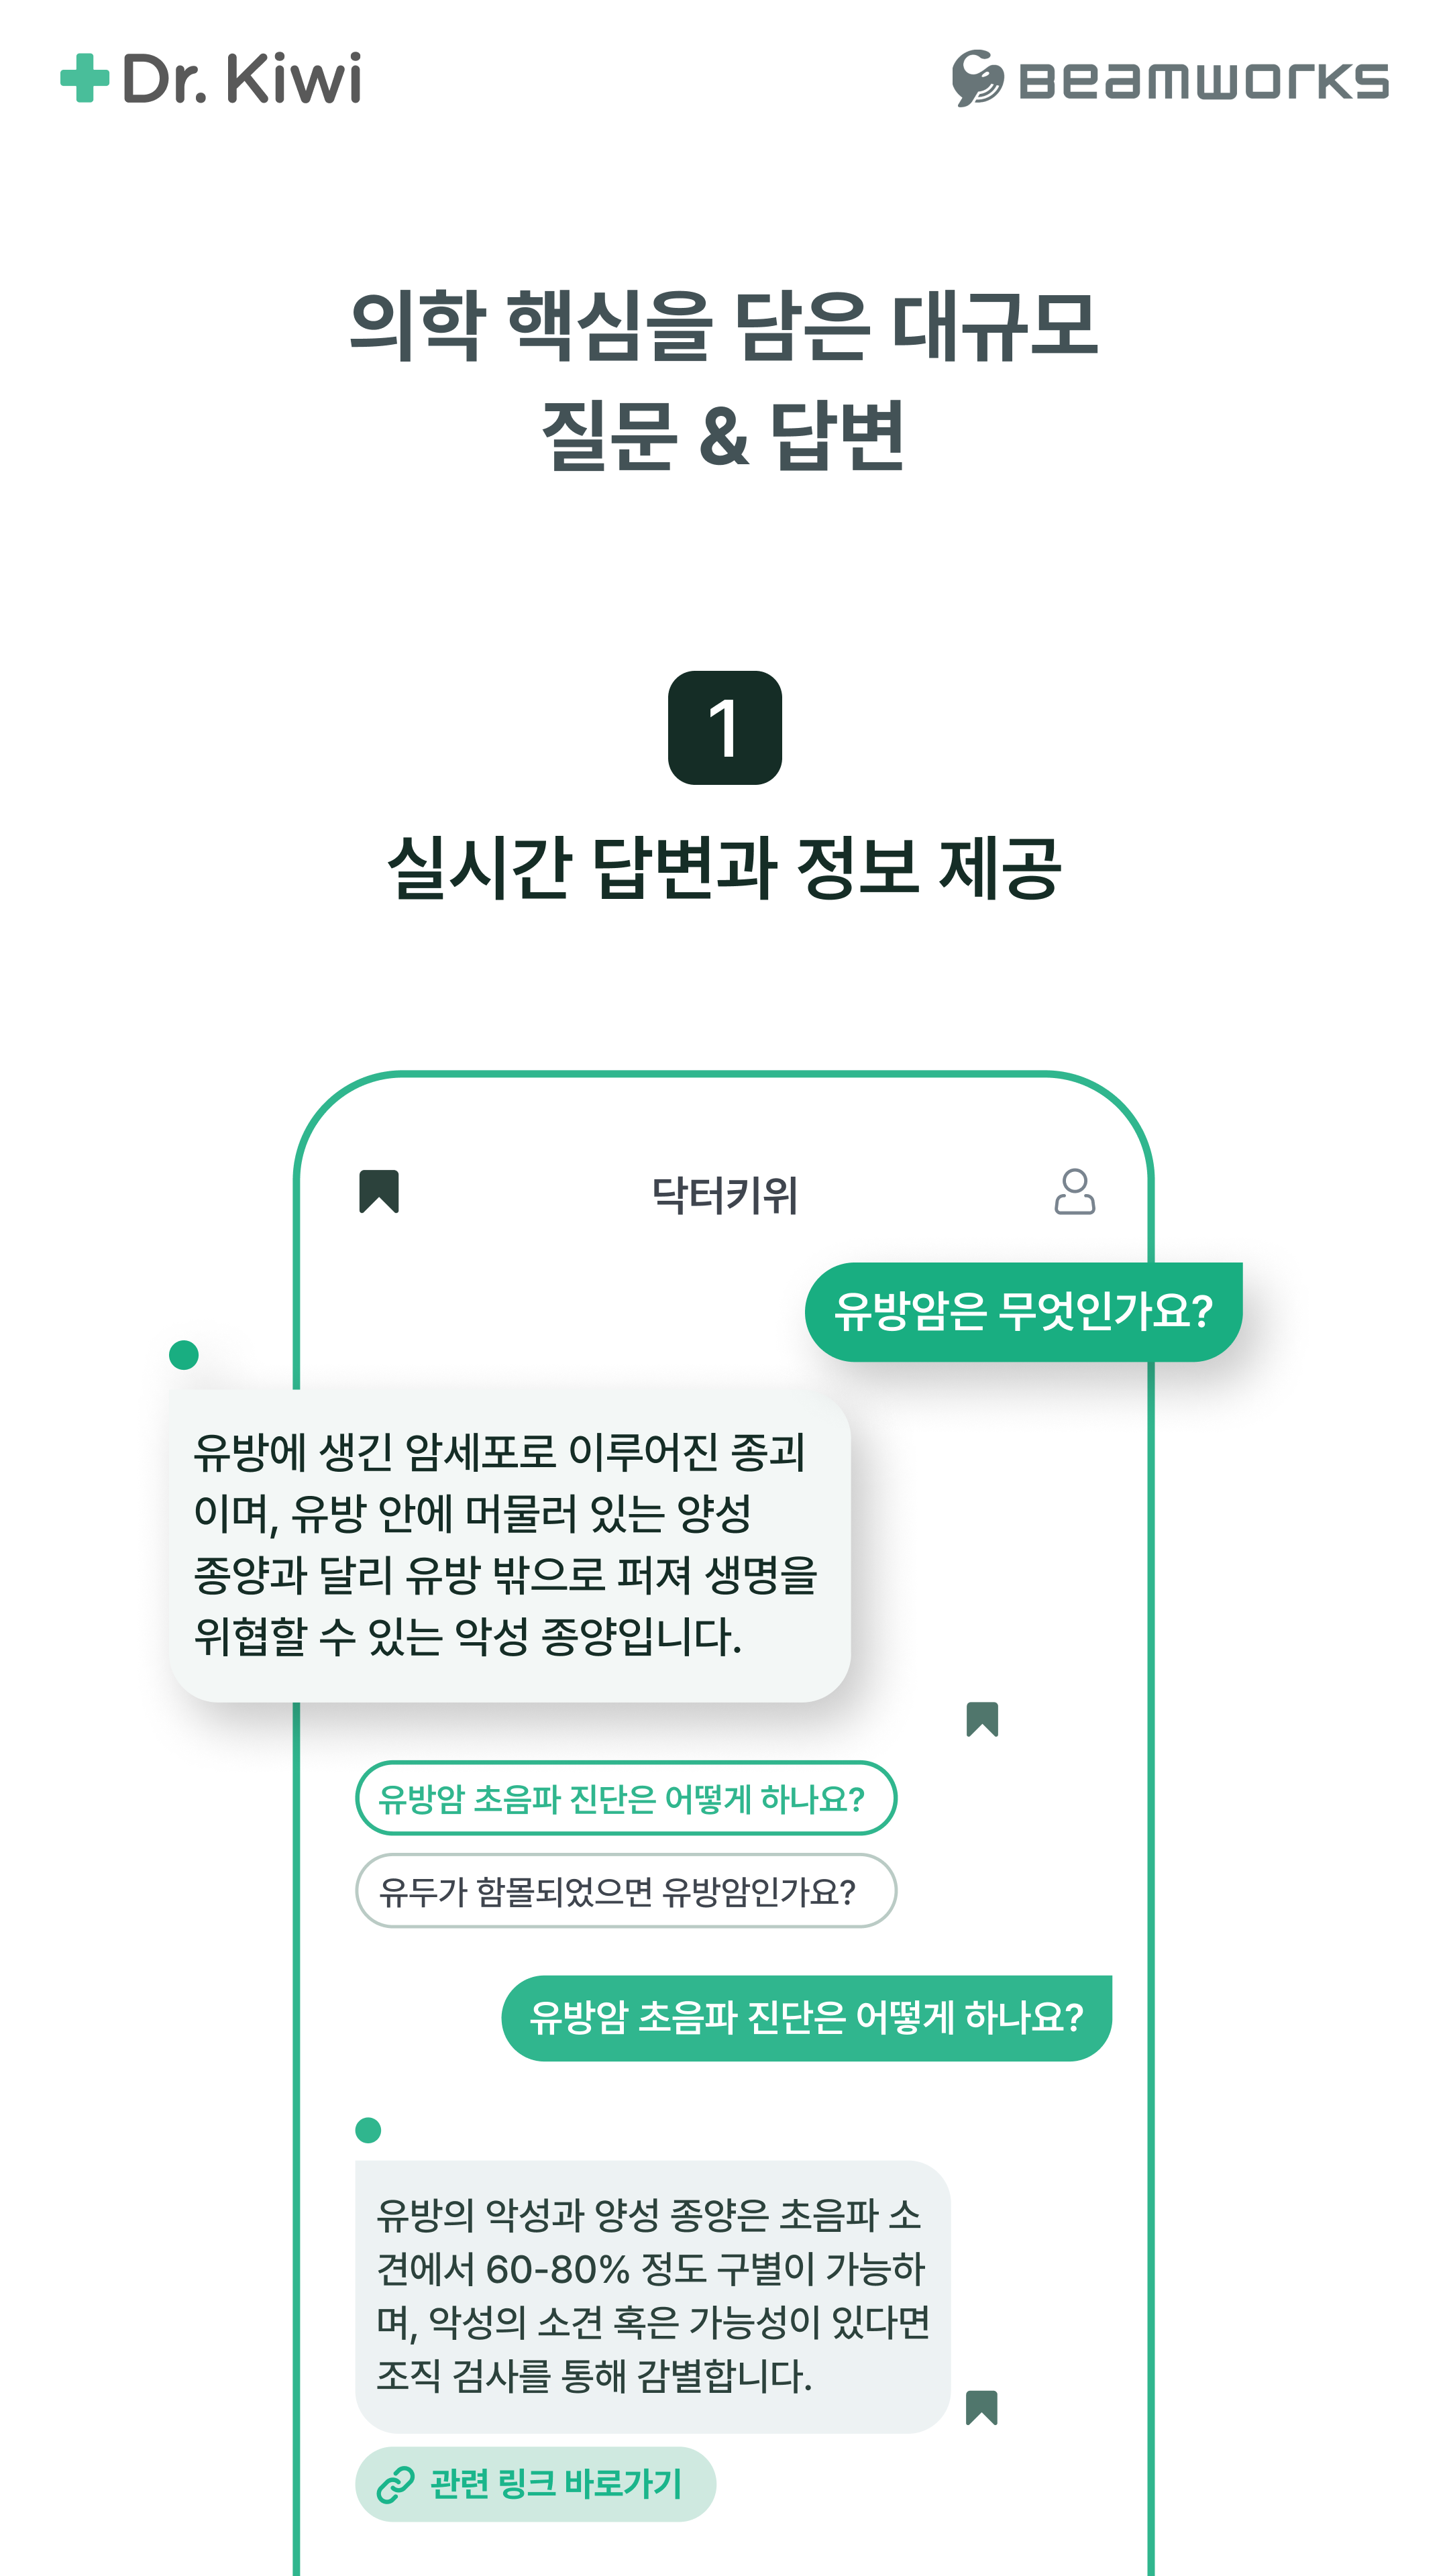 Dr. Kiwi
BEAMWORKS
의학 핵심을 담은 대규모
질문 & 답변
1
실시간 답변과 정보 제공
닥터키위
유방암은 무엇인가요?
유방에 생긴 암세포로 이루어진 종괴
이며, 유방 안에 머물러 있는 양성
종양과 달리 유방 밖으로 퍼져 생명을
위협할 수 있는 악성 종양입니다.
유방암 초음파 진단은 어떻게 하나요?
유두가 함몰되었으면 유방암인가요?
유방암 초음파 진단은 어떻게 하나요?
유방의 악성과 양성 종양은 초음파 소
견에서 60-80% 정도 구별이 가능하
며, 악성의 소견 혹은 가능성이 있다면
조직 검사를 통해 감별합니다.
관련 링크 바로가기